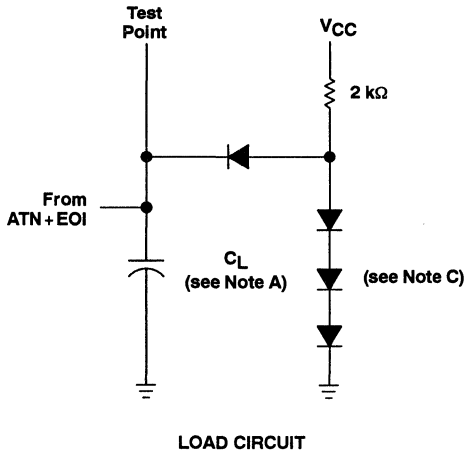 Test
Point
VCC
2 kΩ
From
ATN + EOI
CL
(see Note A)
(see Note C)
LOAD CIRCUIT